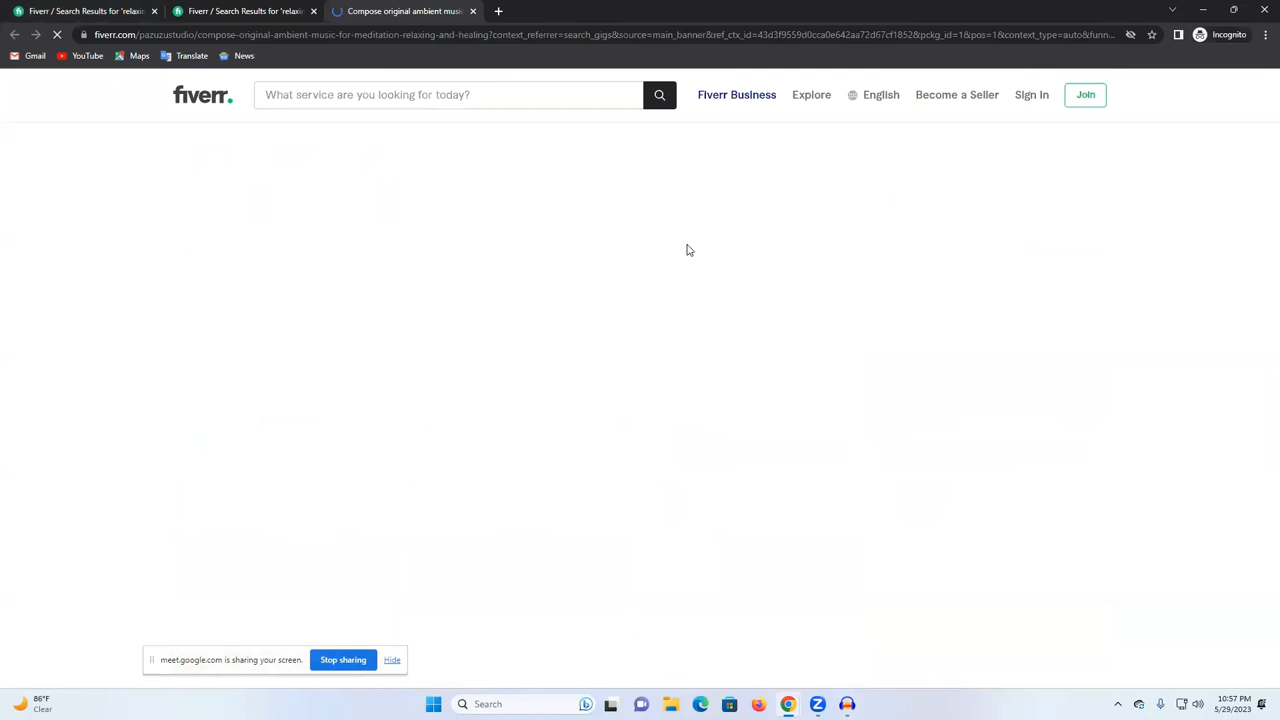 Fiverr / Search Results for 'relaxin
Fiverr / Search Results for 'relaxin
Compose original ambient music
fiverr.com/pazuzustudio/compose-original-ambient-music-for-meditation-relaxing-and-healing?context_referrer=search_gigs&source=main_banner&ref_ctx_id=43d3f9559d0cca0e642aa72d67cf1852&pckg_id=1&pos=1&context_type=auto&funn...
Incognito
Gmail
YouTube
Maps
Translate
News
fiverr.
What service are you looking for today?
Fiverr Business
Explore
English
Become a Seller
Sign In
Join
meet.google.com is sharing your screen.
Stop sharing
Hide
86°F
Clear
Search
10:57 PM
5/29/2023